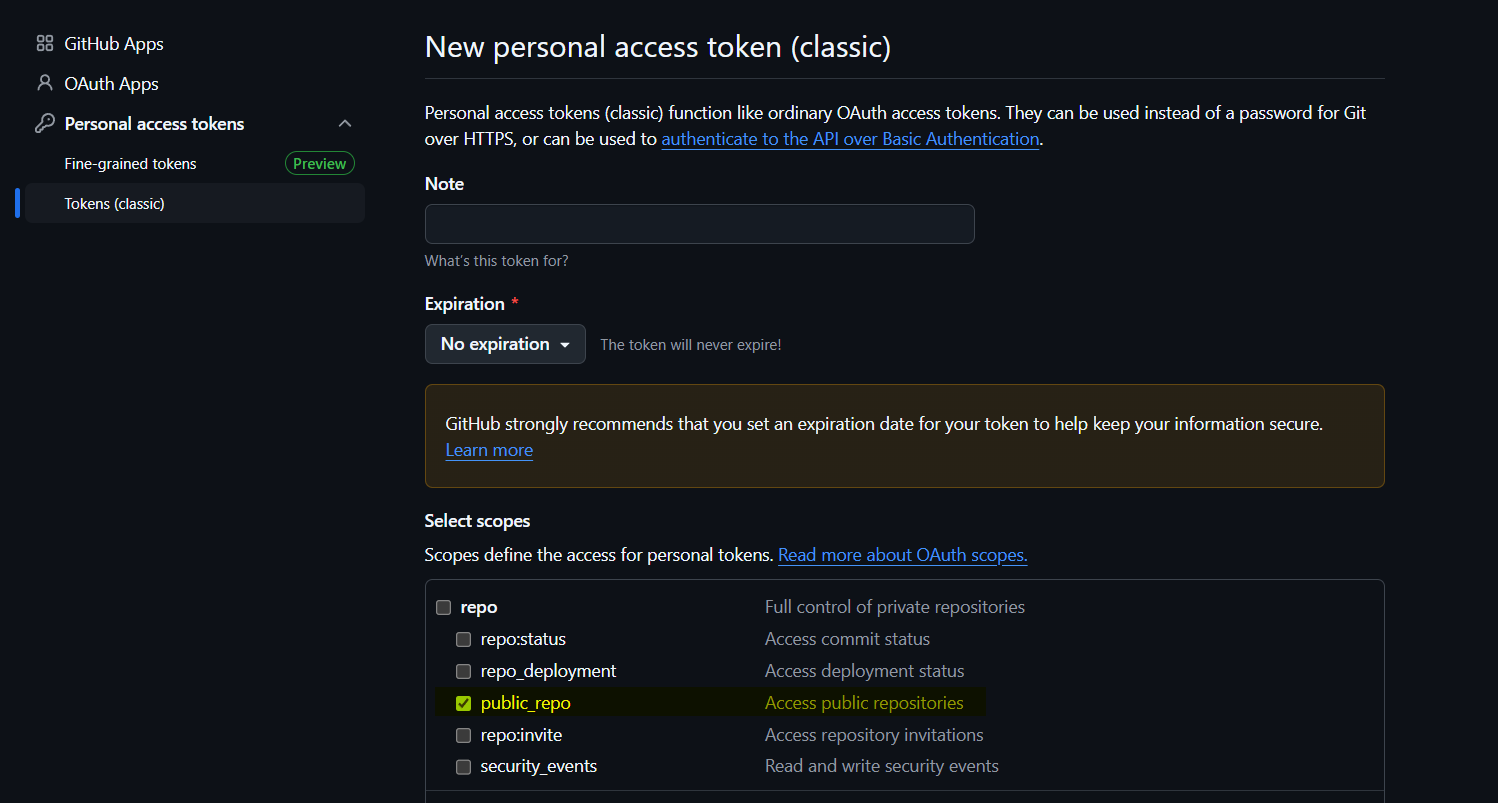 GitHub Apps
OAuth Apps
Personal access tokens
Fine-grained tokens Preview
Tokens (classic)
New personal access token (classic)
Personal access tokens (classic) function like ordinary OAuth access tokens. They can be used instead of a password for Git
over HTTPS, or can be used to authenticate to the API over Basic Authentication.
Note
What's this token for?
Expiration *
No expiration The token will never expire!
GitHub strongly recommends that you set an expiration date for your token to help keep your information secure.
Learn more
Select scopes
Scopes define the access for personal tokens. Read more about OAuth scopes.
repo Full control of private repositories
repo:status Access commit status
repo_deployment Access deployment status
public_repo Access public repositories
repo:invite Access repository invitations
security_events Read and write security events